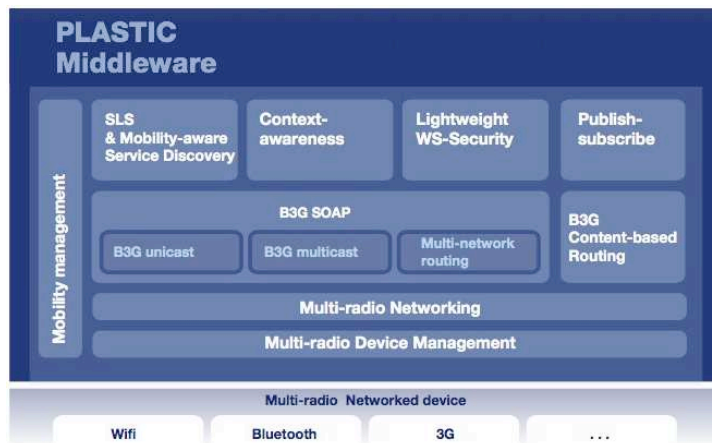 PLASTIC
Middleware
Mobility management
SLS
& Mobility-aware
Service Discovery
Context-
awareness
Lightweight
WS-Security
Publish-
subscribe
B3G SOAP
B3G unicast
B3G multicast
Multi-network
routing
B3G
Content-based
Routing
Multi-radio Networking
Multi-radio Device Management
Multi-radio Networked device
Wifi
Bluetooth
3G
...